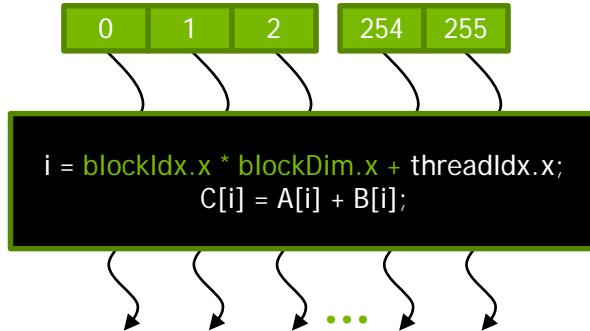 0 1 2 254 255
i = blockIdx.x * blockDim.x + threadIdx.x;
C[i] = A[i] + B[i];
...